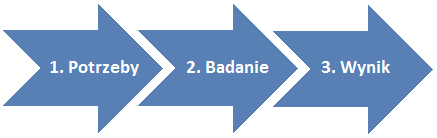 1. Potrzeby
2. Badanie
3. Wynik